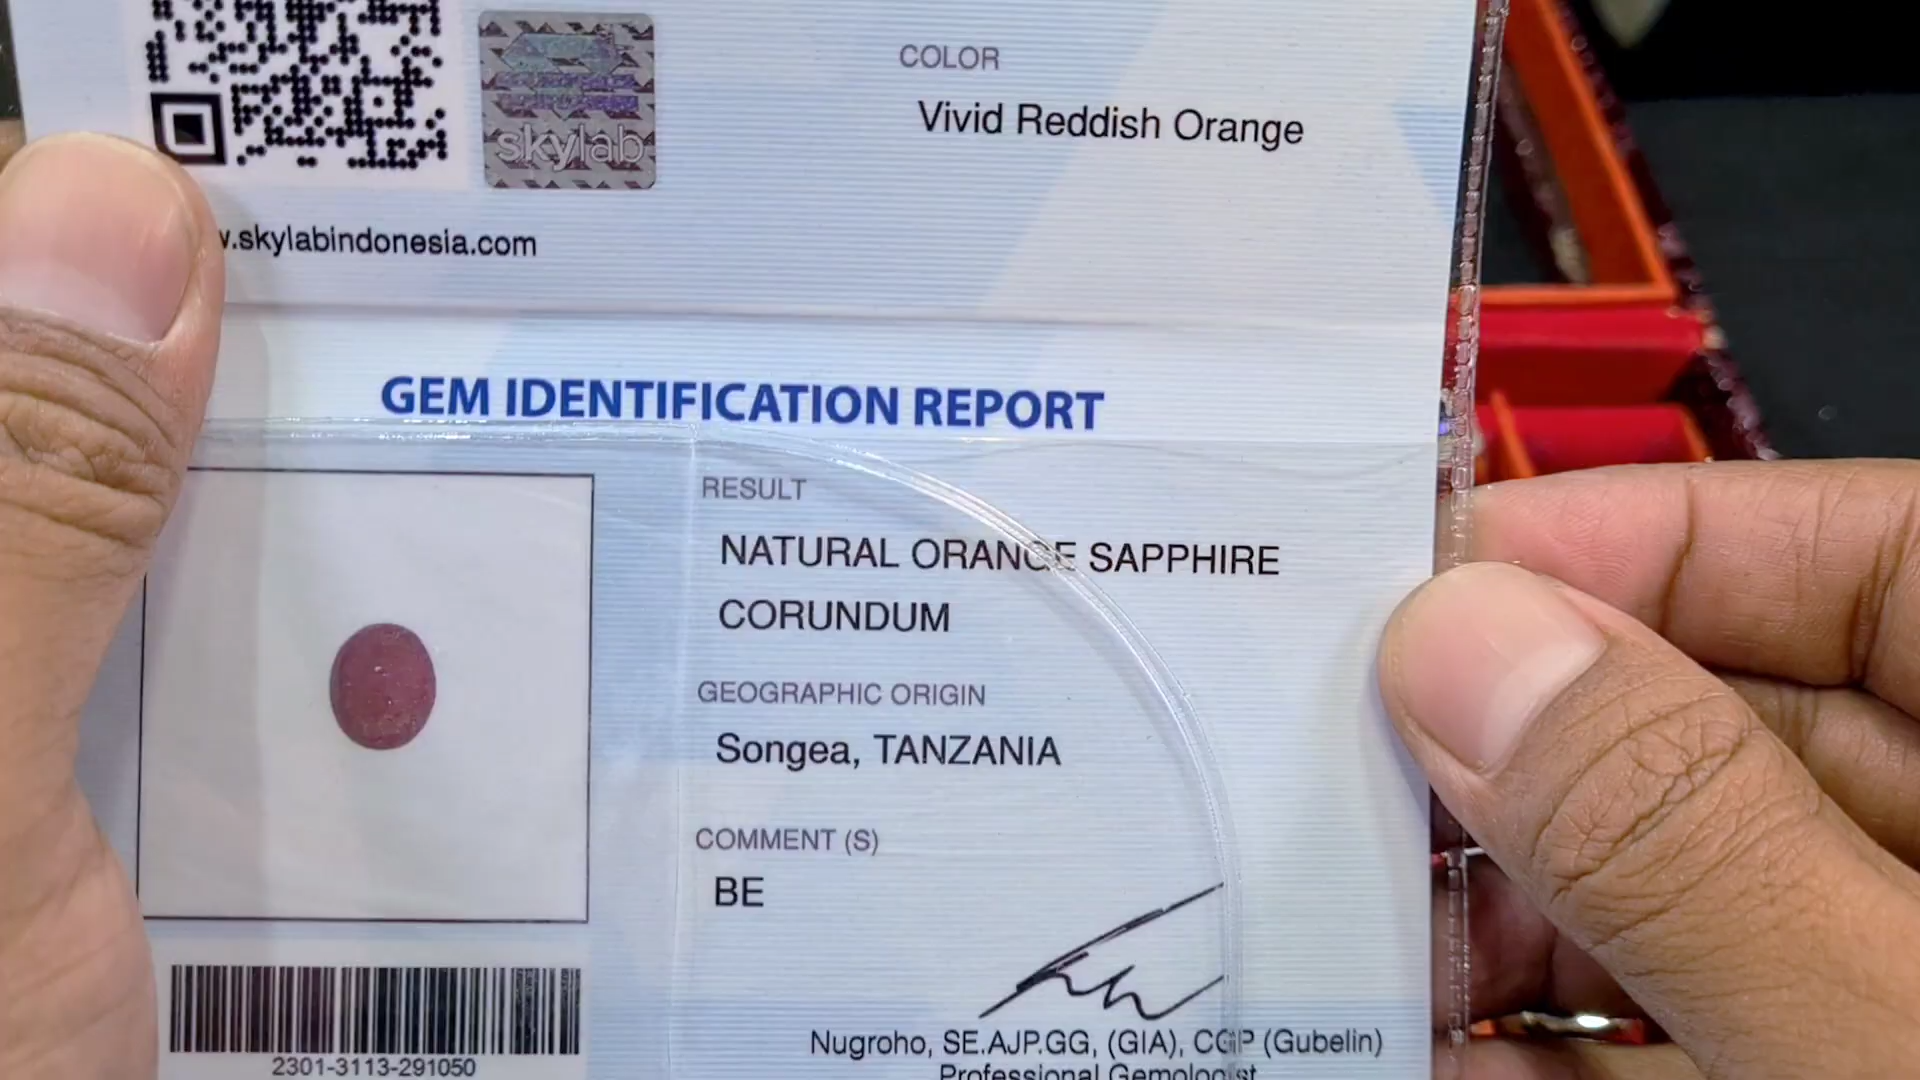 COLOR
Vivid Reddish Orange
skylab
.skylabindonesia.com
GEM IDENTIFICATION REPORT
RESULT
NATURAL ORANGE SAPPHIRE
CORUNDUM
GEOGRAPHIC ORIGIN
Songea, TANZANIA
COMMENT (S)
BE
Nugroho, SE.AJP.GG, (GIA), CGP (Gubelin)
Professional Gemologist
2301-3113-291050